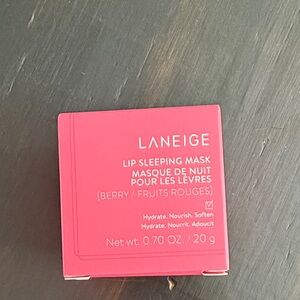 LANEIGE
LIP SLEEPING MASK
MASQUE DE NUIT
POUR LES LÈVRES
(BERRY / FRUITS ROUGES)
Hydrate. Nourish. Soften
Hydrate. Nourrit. Adoucit
Net wt. 0.70 OZ. / 20 g